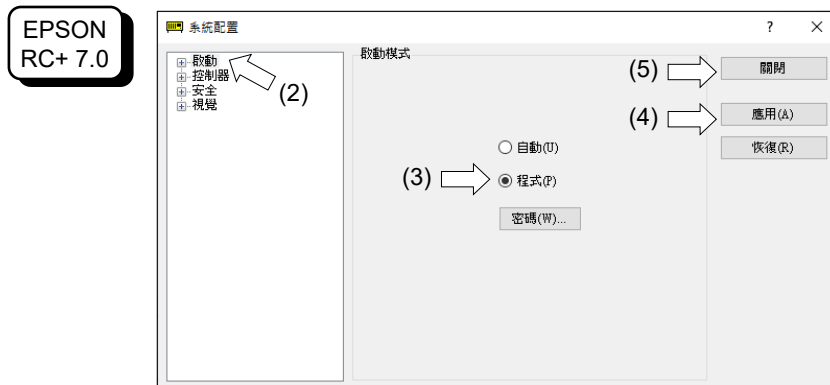 EPSON
RC+ 7.0
系統配置
? ×
啟動
控制器
安全
視覺
(2)
啟動模式
自動(U)
(3)
程式(P)
密碼(W)...
(5)
關閉
(4)
應用(A)
恢復(R)